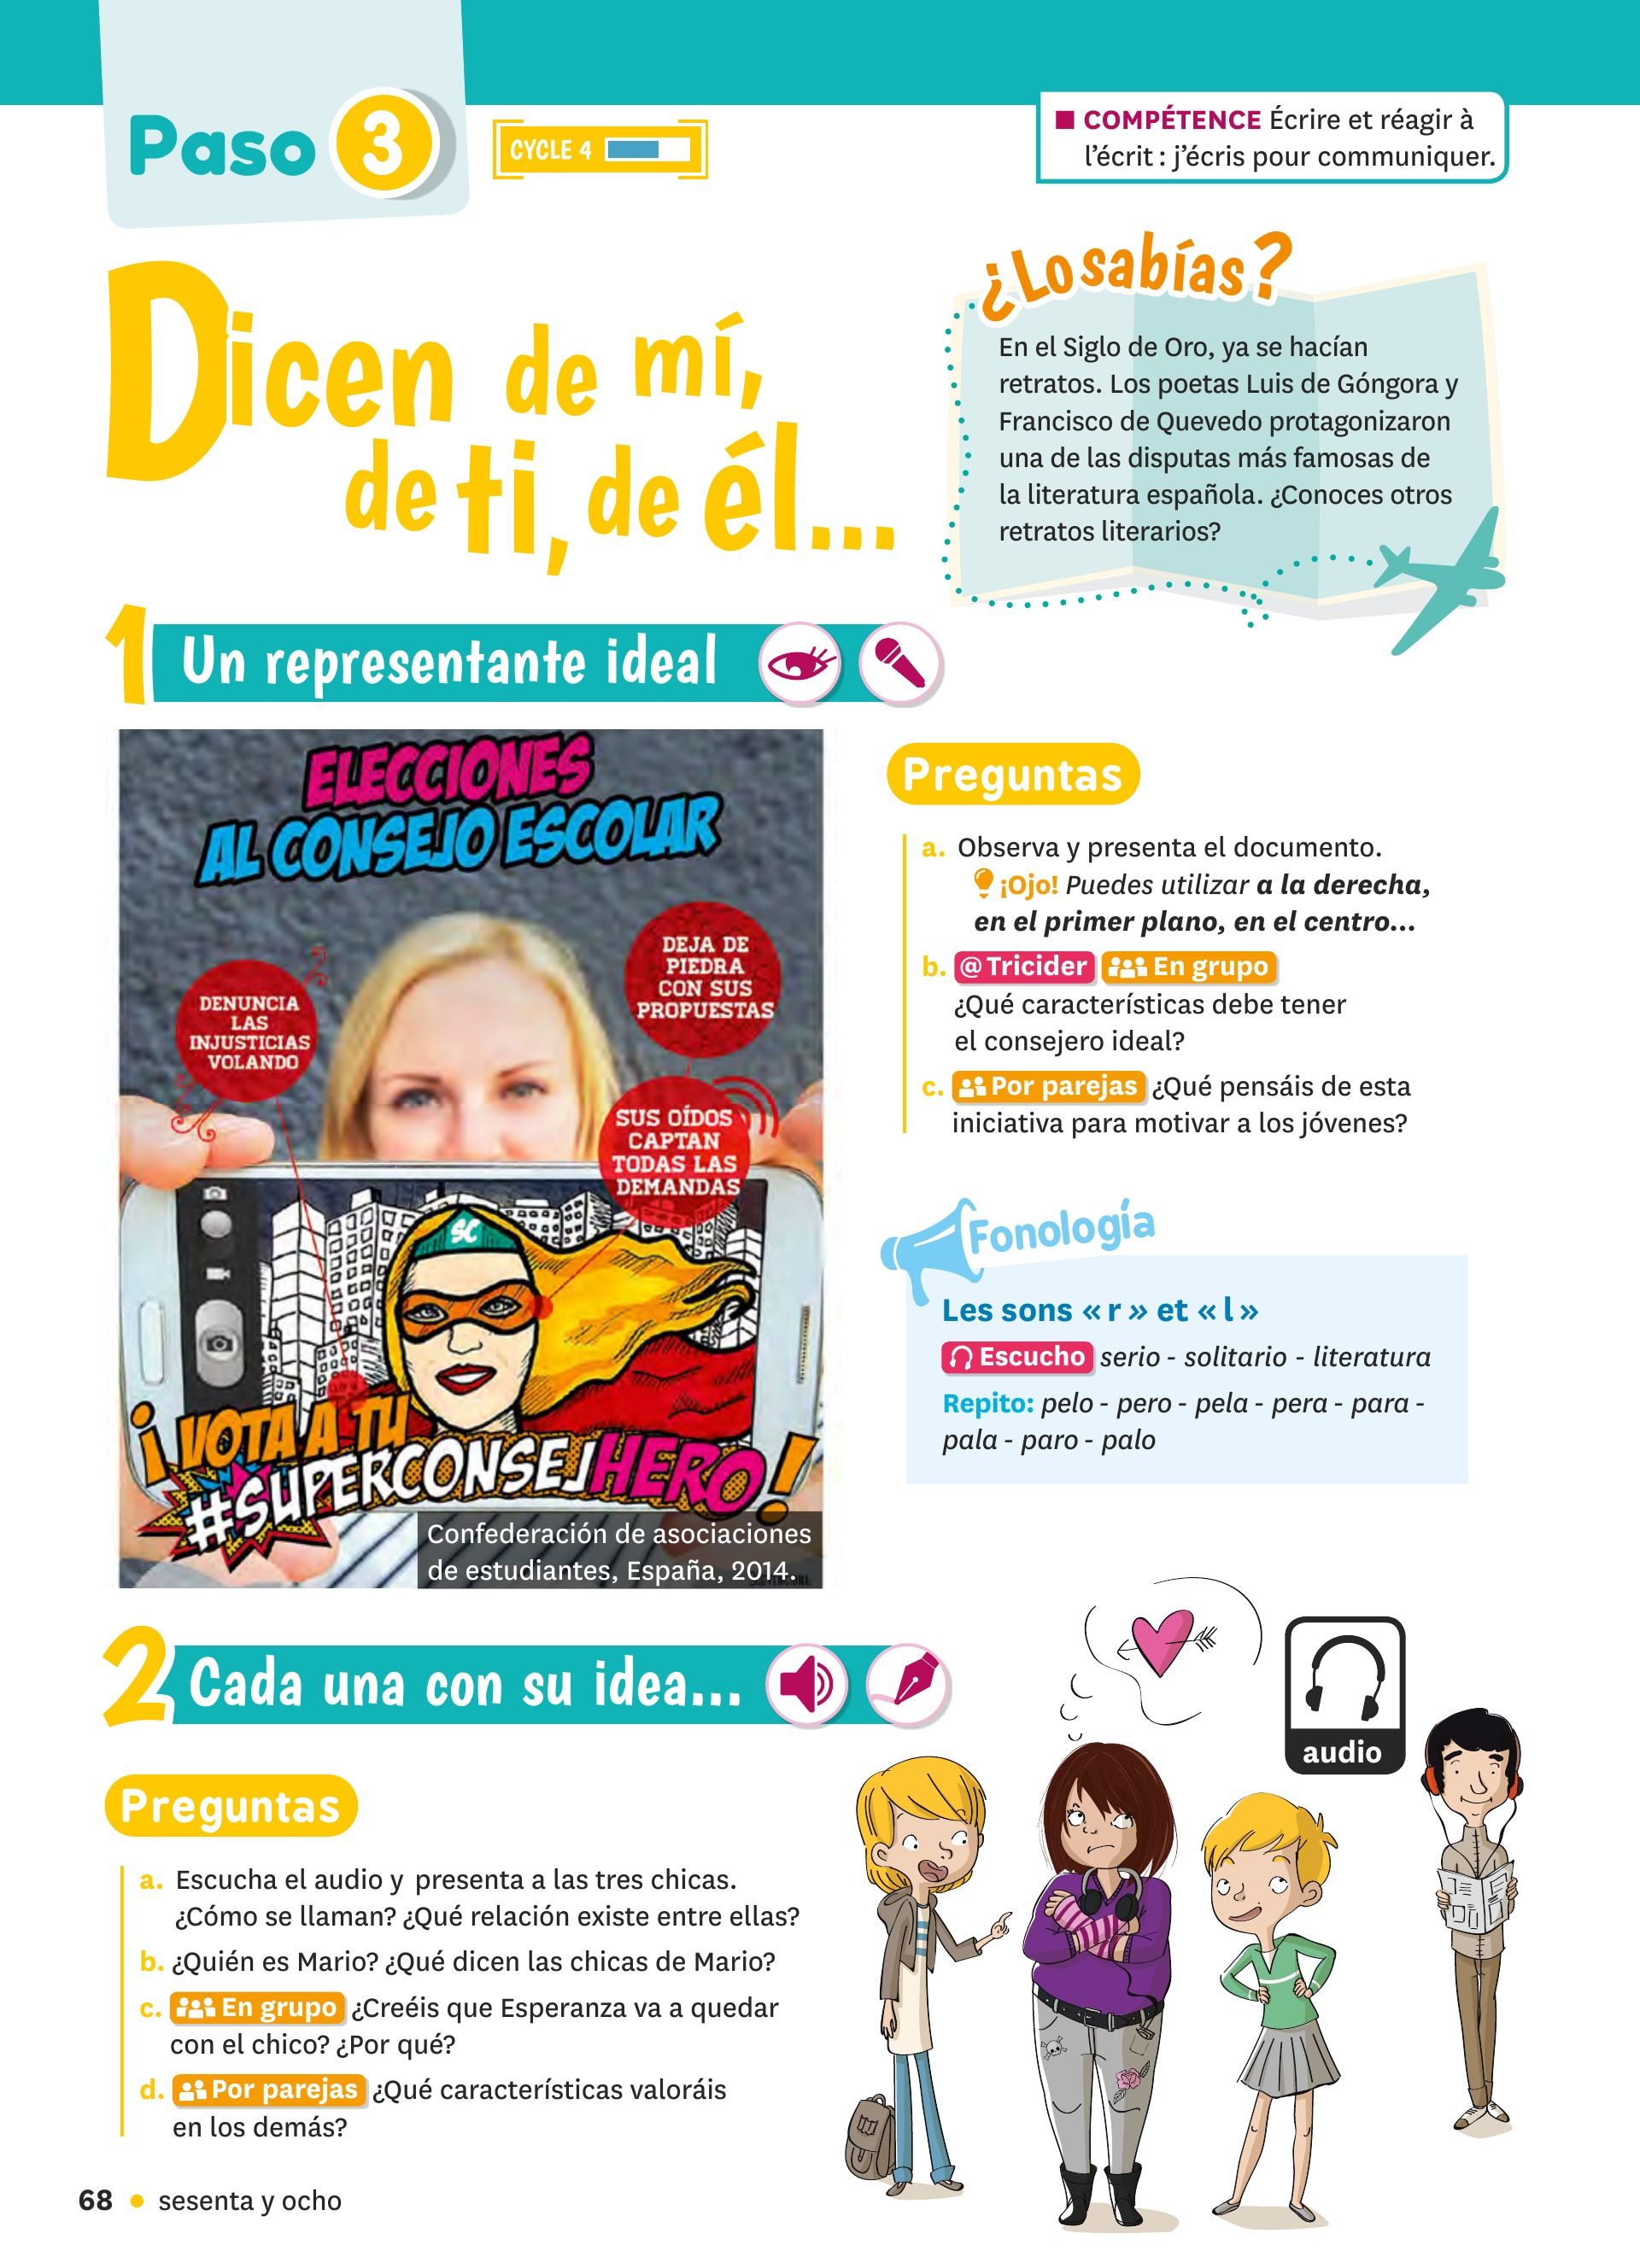 Paso 3
CYCLE 4
■ COMPÉTENCE Écrire et réagir à
l'écrit : j'écris pour communiquer.
Dicen de mí,
de ti, de él...
¿Lo sabías?
En el Siglo de Oro, ya se hacían
retratos. Los poetas Luis de Góngora y
Francisco de Quevedo protagonizaron
una de las disputas más famosas de
la literatura española. ¿Conoces otros
retratos literarios?
1 Un representante ideal
ELECCIONES
AL CONSEJO ESCOLAR
DENUNCIA
LAS
INJUSTICIAS
VOLANDO
DEJA DE
PIEDRA
CON SUS
PROPUESTAS
SUS OÍDOS
CAPTAN
TODAS LAS
DEMANDAS
SC
¡VOTA A TU
#SUPERCONSEJHERO!
Confederación de asociaciones
de estudiantes, España, 2014.
Preguntas
a. Observa y presenta el documento.
¡Ojo! Puedes utilizar a la derecha,
en el primer plano, en el centro...
b. @ Tricider En grupo
¿Qué características debe tener
el consejero ideal?
c. Por parejas ¿Qué pensáis de esta
iniciativa para motivar a los jóvenes?
Fonología
Les sons « r » et « l »
Escucho serio - solitario - literatura
Repito: pelo - pero - pela - pera - para -
pala - paro - palo
2 Cada una con su idea...
audio
Preguntas
a. Escucha el audio y presenta a las tres chicas.
¿Cómo se llaman? ¿Qué relación existe entre ellas?
b. ¿Quién es Mario? ¿Qué dicen las chicas de Mario?
c. En grupo ¿Creéis que Esperanza va a quedar
con el chico? ¿Por qué?
d. Por parejas ¿Qué características valoráis
en los demás?
68 • sesenta y ocho